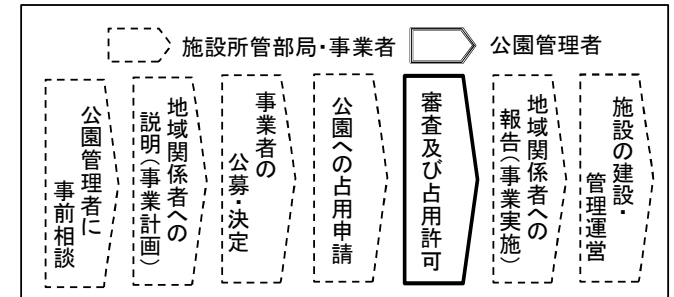 施設所管部局・事業者
公園管理者
公園管理者に
事前相談
地域関係者への
説明（事業計画）
事業者の
公募・決定
公園への占用申請
審査及び占用許可
地域関係者への
報告（事業実施）
施設の建設・
管理運営